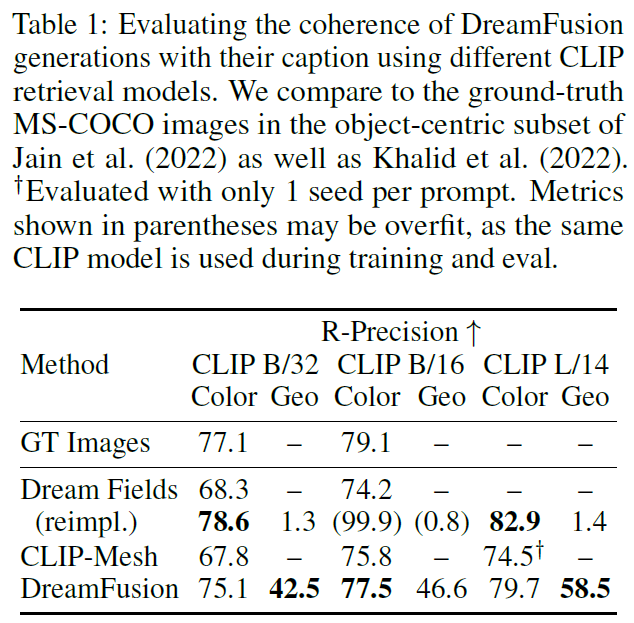 Table 1: Evaluating the coherence of DreamFusion
generations with their caption using different CLIP
retrieval models. We compare to the ground-truth
MS-COCO images in the object-centric subset of
Jain et al. (2022) as well as Khalid et al. (2022).
†Evaluated with only 1 seed per prompt. Metrics
shown in parentheses may be overfit, as the same
CLIP model is used during training and eval.
R-Precision ↑
Method CLIP B/32 CLIP B/16 CLIP L/14
Color Geo Color Geo Color Geo
GT Images 77.1 – 79.1 – – –
Dream Fields 68.3 – 74.2 – – –
(reimpl.) 78.6 1.3 (99.9) (0.8) 82.9 1.4
CLIP-Mesh 67.8 – 75.8 – 74.5† –
DreamFusion 75.1 42.5 77.5 46.6 79.7 58.5